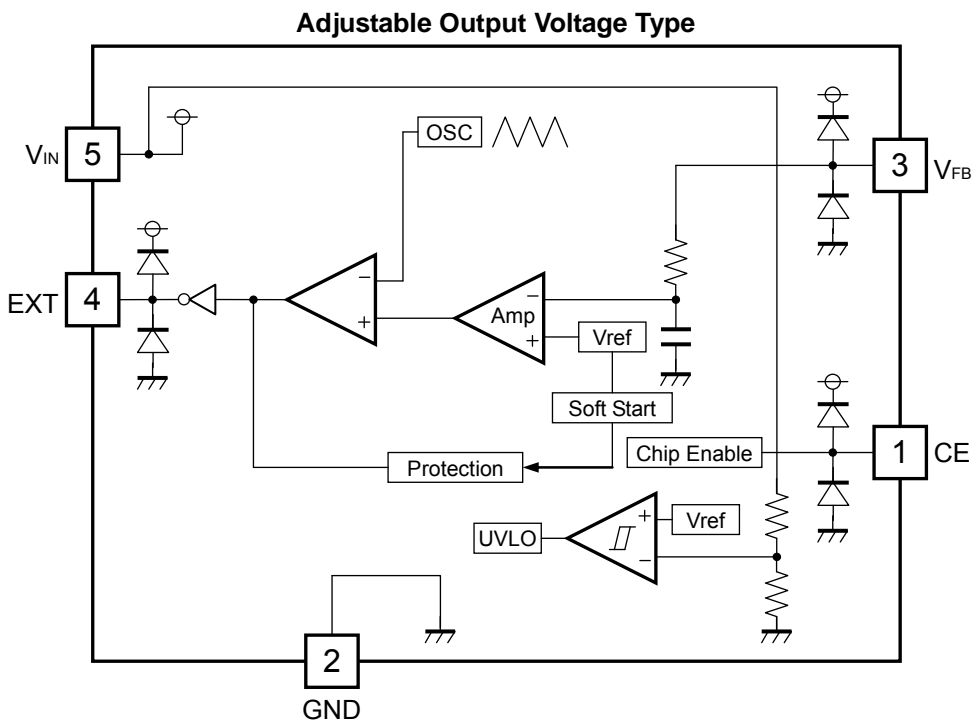 Adjustable Output Voltage Type
OSC
VIN
5
3
VFB
EXT
4
−
+
Amp
−
+
Vref
Soft Start
Protection
Chip Enable
1
CE
UVLO
+
−
Vref
2
GND